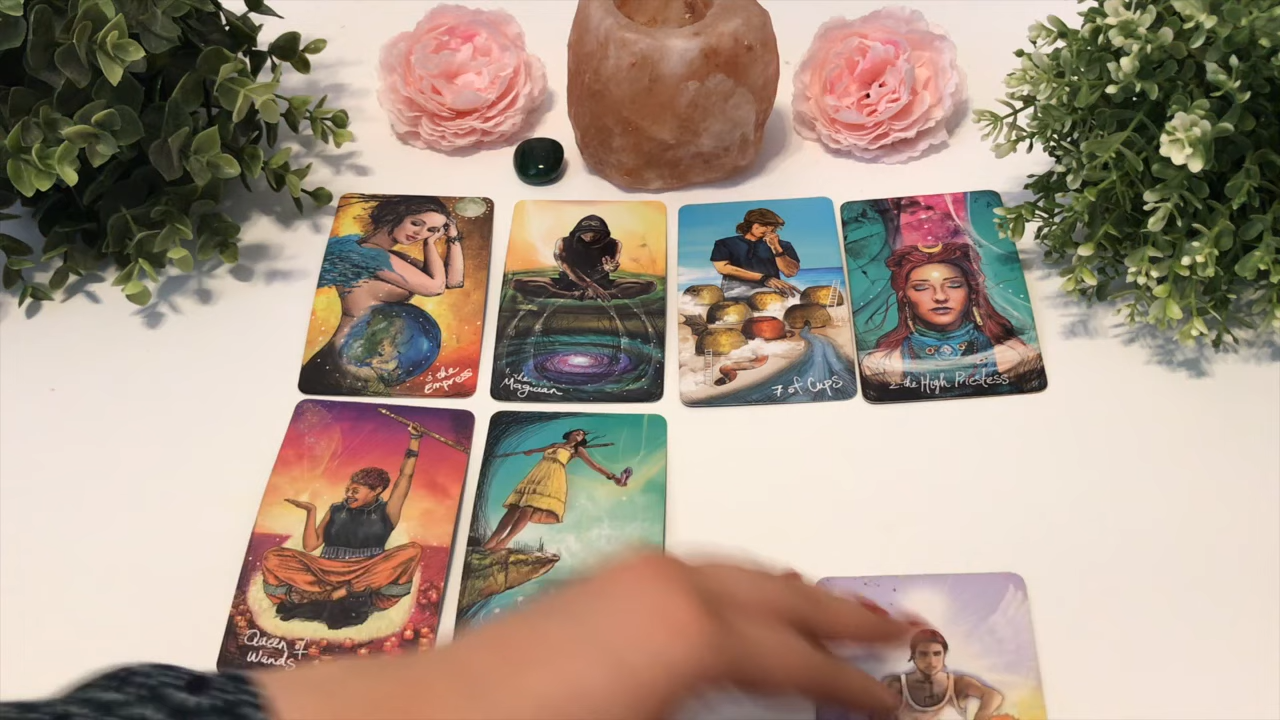 3 the
empress
1 the
Magician
7 of Cups
2 the High Priestess
Queen of
Wands